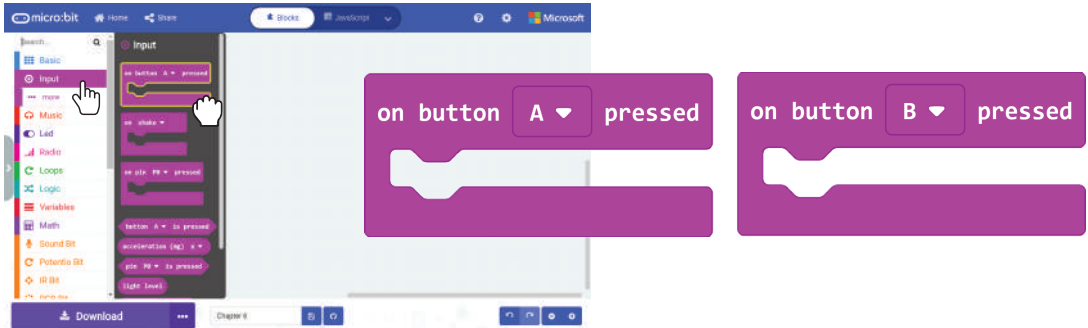 micro:bit Home Share Blocks JavaScript Microsoft
Search...
Basic
Input
more
Music
Led
Radio
Loops
Logic
Variables
Math
Sound Bit
Potentio Bit
IR Bit
Input
on button A pressed
on shake
on pin P0 pressed
button A is pressed
acceleration (mg) x
pin P0 is pressed
light level
on button A pressed
on button B pressed
Download ... Chapter 6